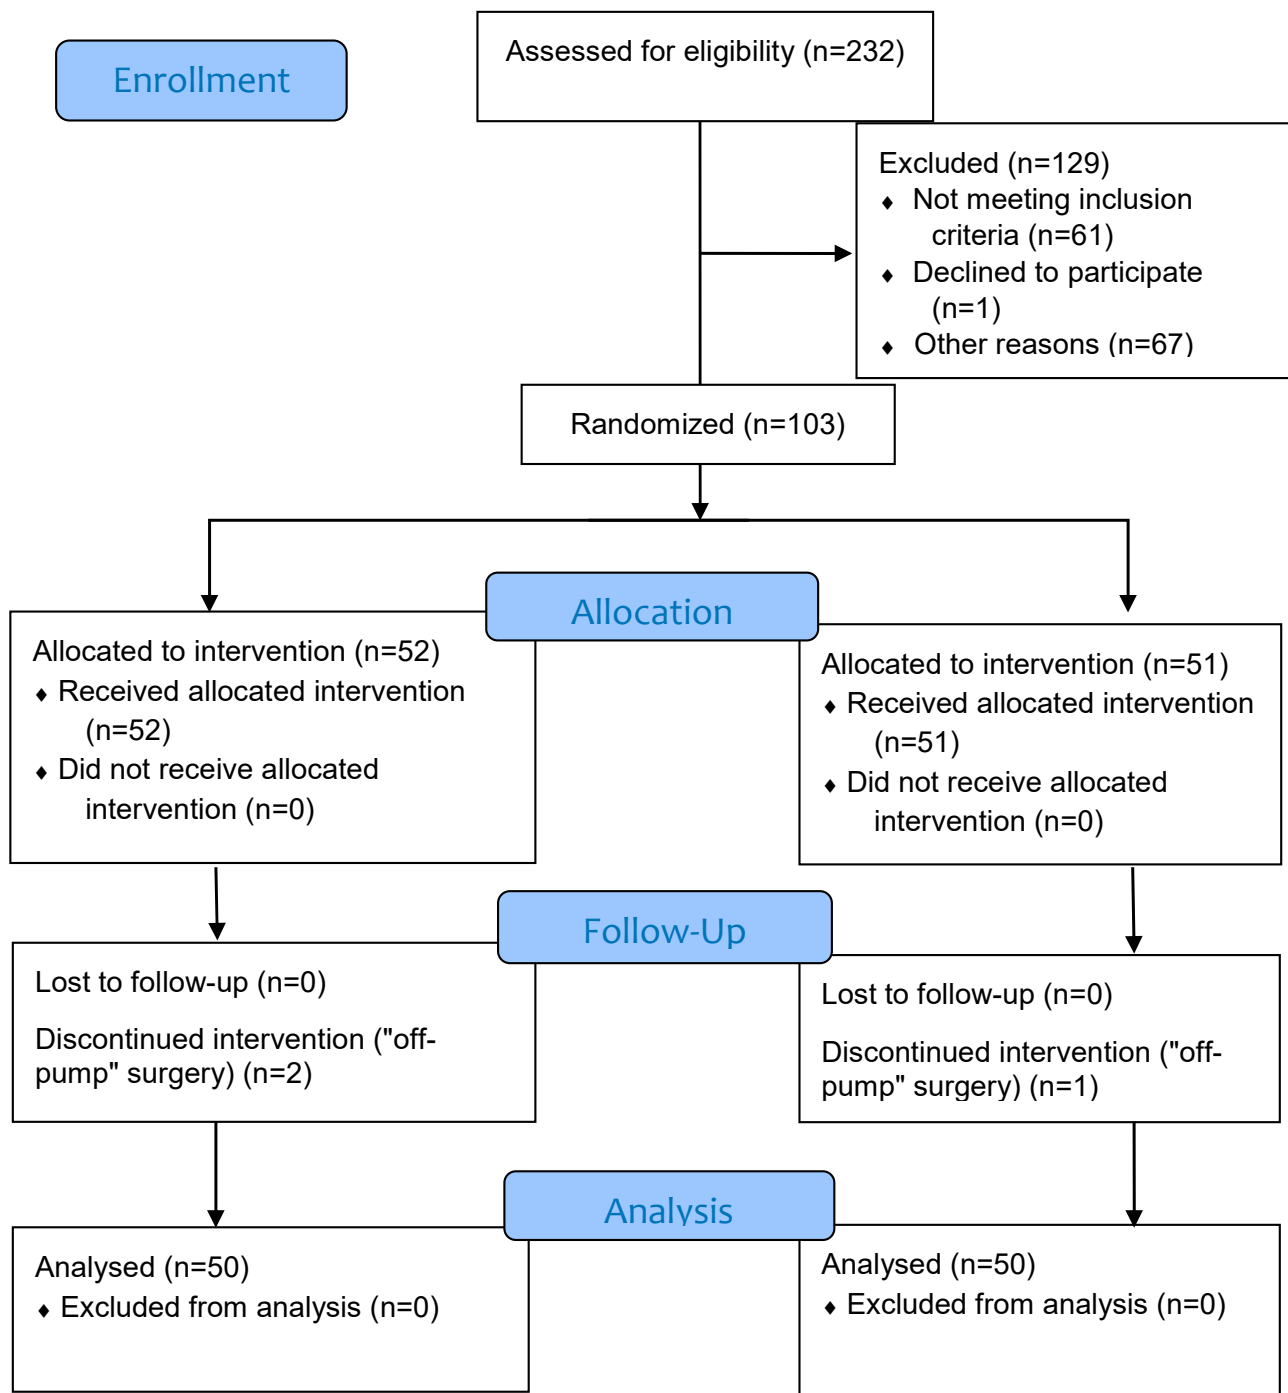 Enrollment
Assessed for eligibility (n=232)
Excluded (n=129)
♦ Not meeting inclusion
criteria (n=61)
♦ Declined to participate
(n=1)
♦ Other reasons (n=67)
Randomized (n=103)
Allocation
Allocated to intervention (n=52)
♦ Received allocated intervention
(n=52)
♦ Did not receive allocated
intervention (n=0)
Allocated to intervention (n=51)
♦ Received allocated intervention
(n=51)
♦ Did not receive allocated
intervention (n=0)
Follow-Up
Lost to follow-up (n=0)
Discontinued intervention ("off-
pump" surgery) (n=2)
Lost to follow-up (n=0)
Discontinued intervention ("off-
pump" surgery) (n=1)
Analysis
Analysed (n=50)
♦ Excluded from analysis (n=0)
Analysed (n=50)
♦ Excluded from analysis (n=0)